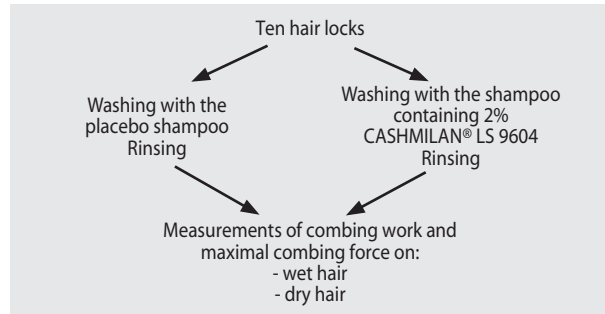 Ten hair locks
Washing with the
placebo shampoo
Rinsing
Washing with the shampoo
containing 2%
CASHMILAN® LS 9604
Rinsing
Measurements of combing work and
maximal combing force on:
- wet hair
- dry hair